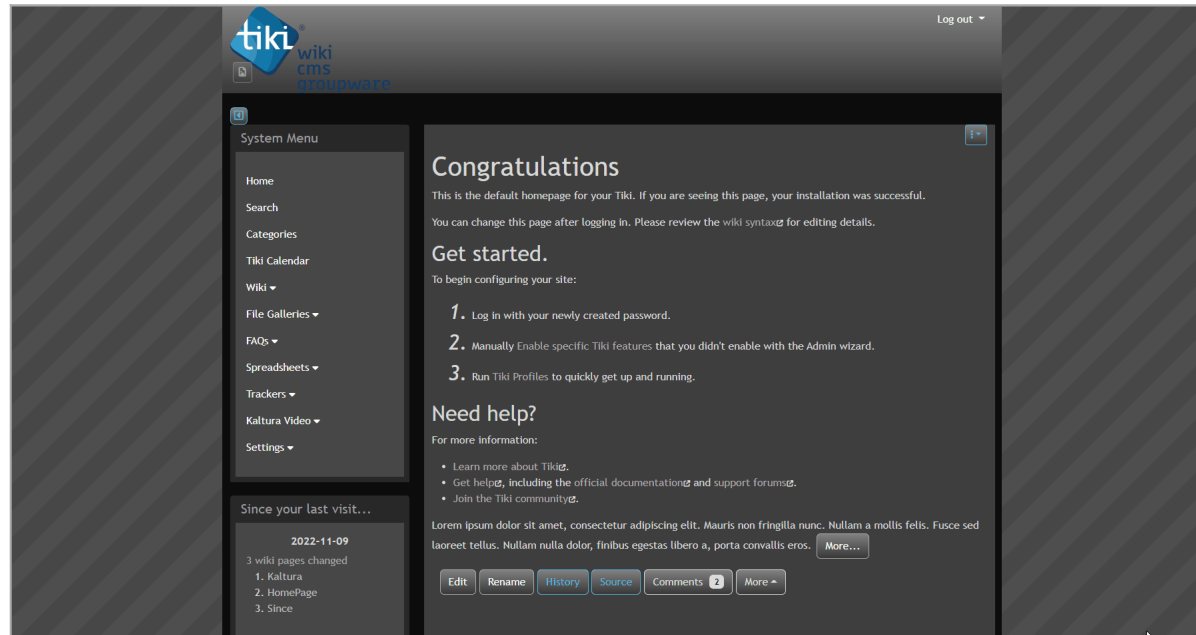 tiki®
wiki
cms
groupware
Log out
System Menu
Home
Search
Categories
Tiki Calendar
Wiki
File Galleries
FAQs
Spreadsheets
Trackers
Kaltura Video
Settings
Since your last visit...
2022-11-09
3 wiki pages changed
1. Kaltura
2. HomePage
3. Since
Congratulations
This is the default homepage for your Tiki. If you are seeing this page, your installation was successful.
You can change this page after logging in. Please review the wiki syntax for editing details.
Get started.
To begin configuring your site:
1. Log in with your newly created password.
2. Manually Enable specific Tiki features that you didn't enable with the Admin wizard.
3. Run Tiki Profiles to quickly get up and running.
Need help?
For more information:
• Learn more about Tiki.
• Get help, including the official documentation and support forums.
• Join the Tiki community.
Lorem ipsum dolor sit amet, consectetur adipiscing elit. Mauris non fringilla nunc. Nullam a mollis felis. Fusce sed
laoreet tellus. Nullam nulla dolor, finibus egestas libero a, porta convallis eros. More...
Edit Rename History Source Comments 2 More